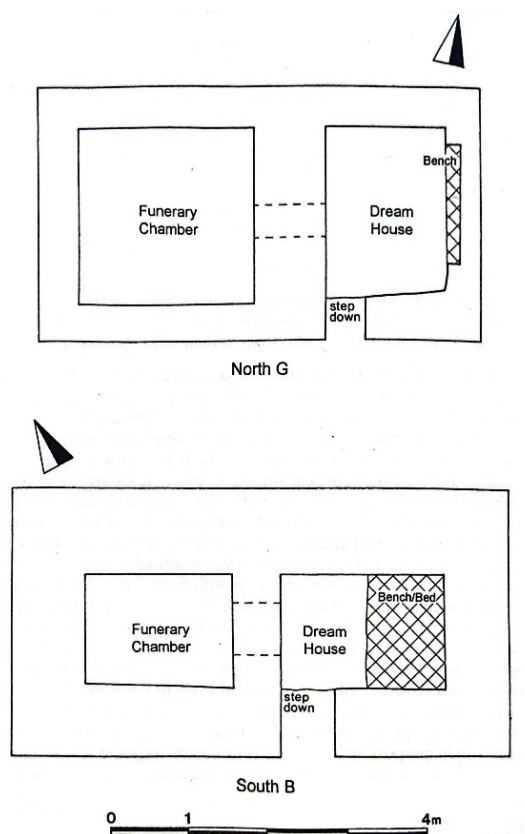 Bench
Funerary
Chamber
Dream
House
step
down
North G
Bench/Bed
Funerary
Chamber
Dream
House
step
down
South B
0 1 4m